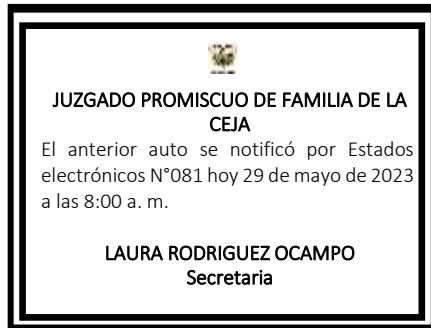 JUZGADO PROMISCUO DE FAMILIA DE LA
CEJA
El anterior auto se notificó por Estados
electrónicos N°081 hoy 29 de mayo de 2023
a las 8:00 a. m.
LAURA RODRIGUEZ OCAMPO
Secretaria